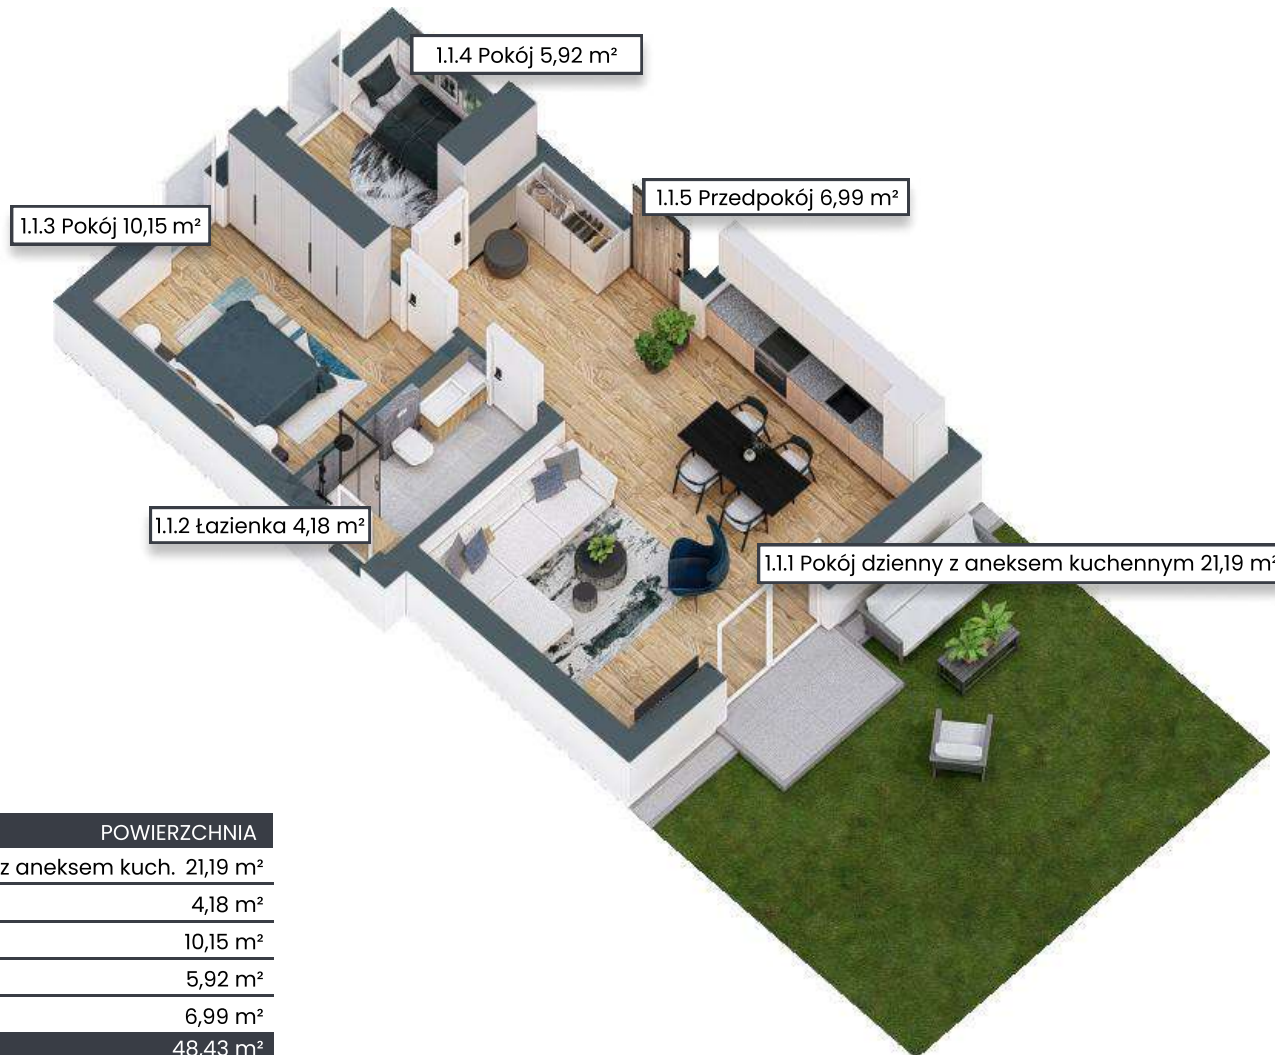 1.1.4 Pokój 5,92 m²
1.1.5 Przedpokój 6,99 m²
1.1.3 Pokój 10,15 m²
1.1.2 Łazienka 4,18 m²
1.1.1 Pokój dzienny z aneksem kuchennym 21,19 m²
POWIERZCHNIA
z aneksem kuch. 21,19 m²
4,18 m²
10,15 m²
5,92 m²
6,99 m²
48,43 m²